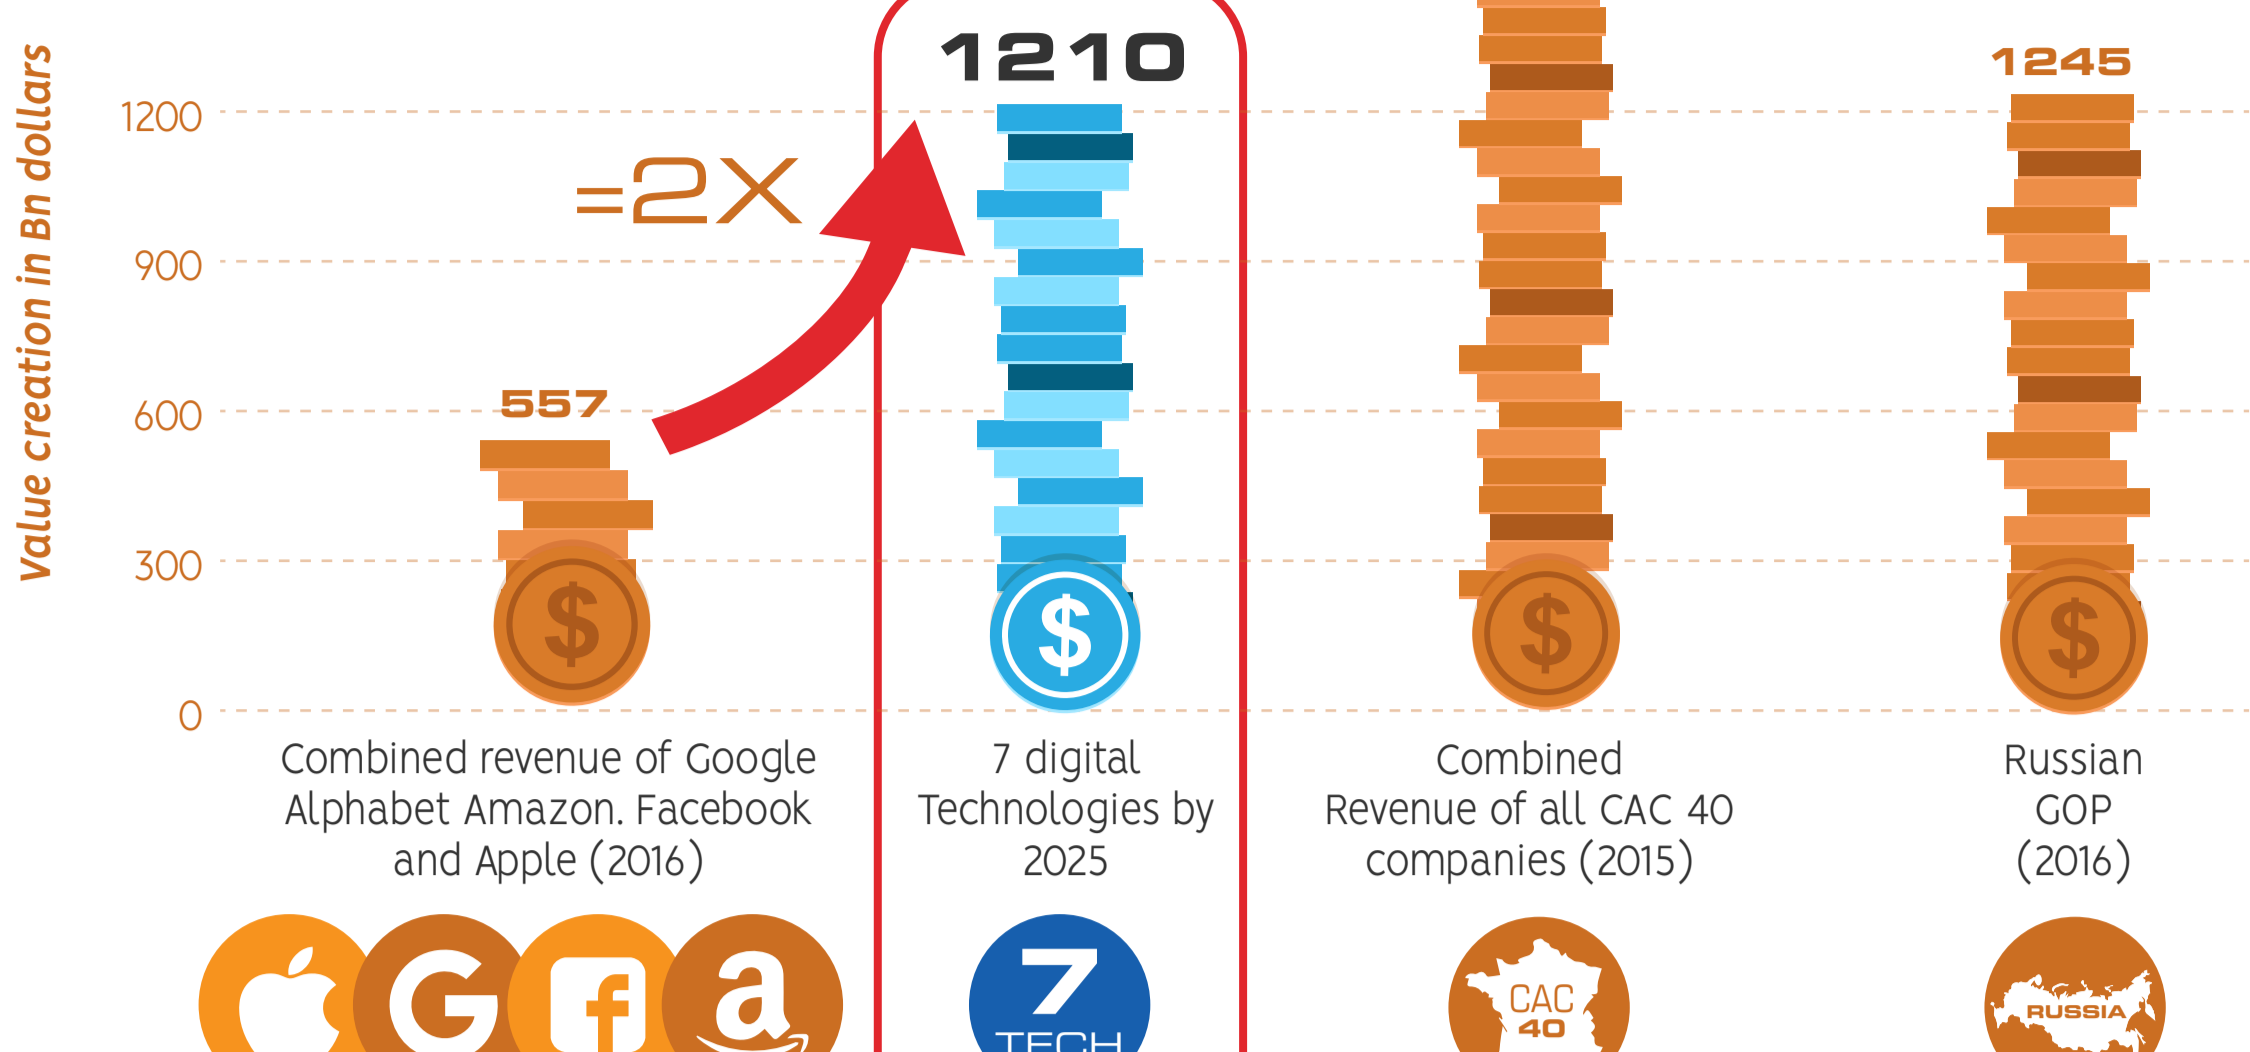 Value creation in Bn dollars
1200
900
600
300
0
557
=2X
1210
1245
$
$
$
$
Combined revenue of Google
Alphabet Amazon. Facebook
and Apple (2016)
7 digital
Technologies by
2025
Combined
Revenue of all CAC 40
companies (2015)
Russian
GOP
(2016)
G
f
a
7
TECH
CAC
40
RUSSIA